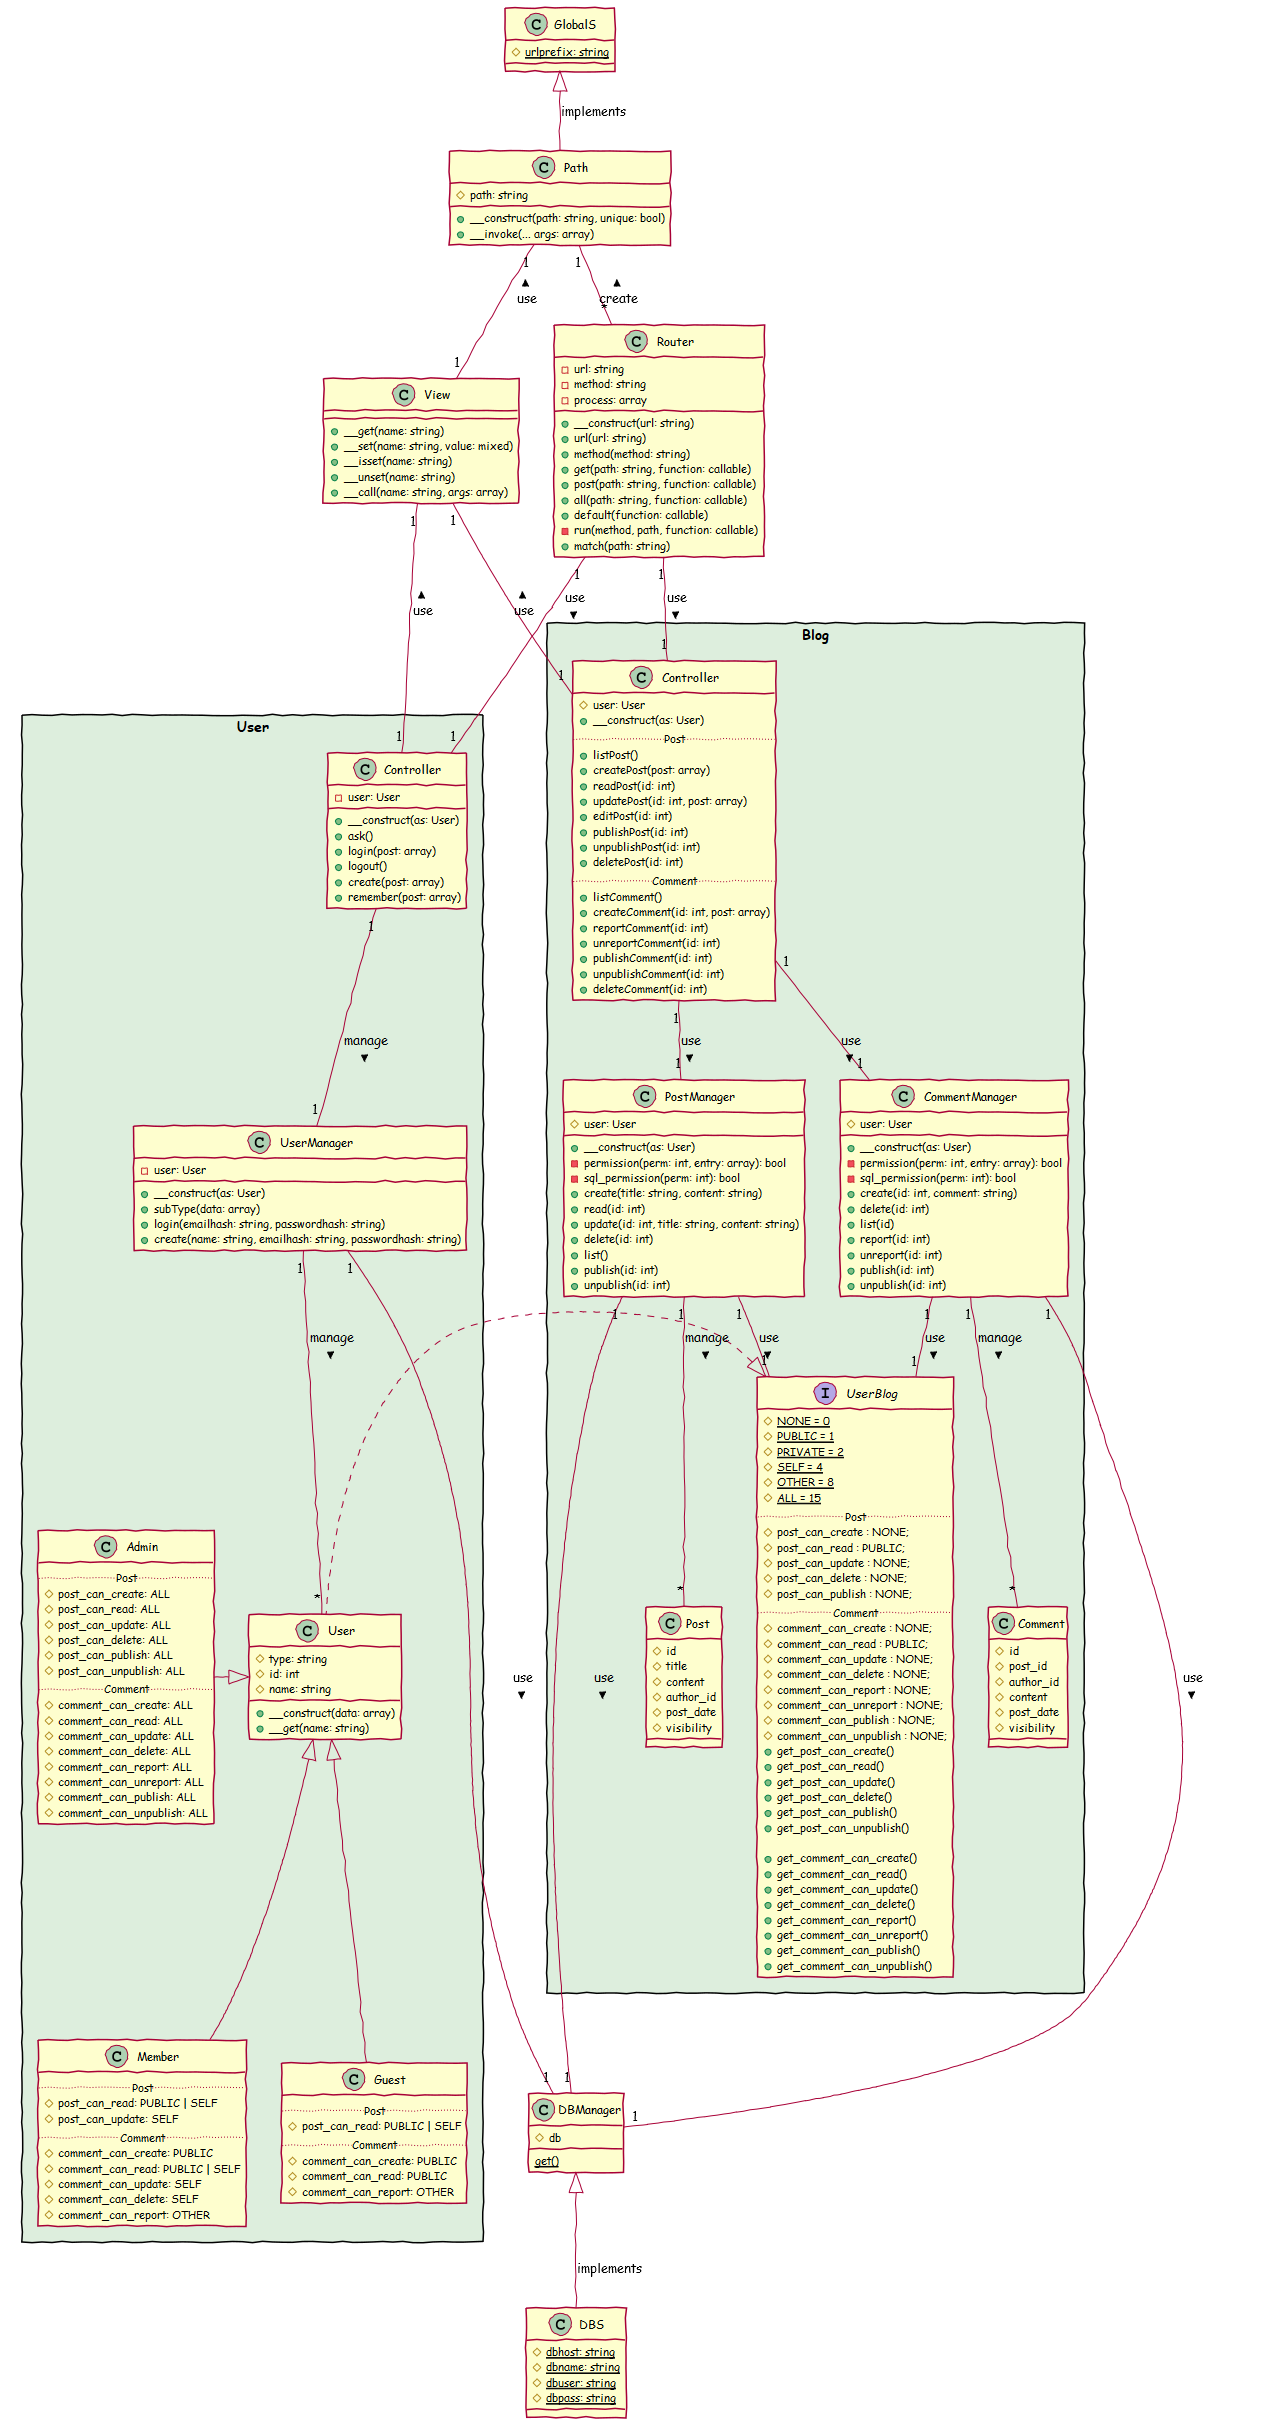 C GlobalS
urlprefix: string
implements
C Path
path: string
__construct(path: string, unique: bool)
__invoke(... args: array)
1
1
use
create
*
C Router
url: string
method: string
process: array
__construct(url: string)
url(url: string)
method(method: string)
get(path: string, function: callable)
post(path: string, function: callable)
all(path: string, function: callable)
default(function: callable)
run(method, path, function: callable)
match(path: string)
1
C View
__get(name: string)
__set(name: string, value: mixed)
__isset(name: string)
__unset(name: string)
__call(name: string, args: array)
1
1
1
1
use
use
use
use
Blog
1
1
C Controller
user: User
__construct(as: User)
Post
listPost()
createPost(post: array)
readPost(id: int)
updatePost(id: int, post: array)
editPost(id: int)
publishPost(id: int)
unpublishPost(id: int)
deletePost(id: int)
Comment
listComment()
createComment(id: int, post: array)
reportComment(id: int)
unreportComment(id: int)
publishComment(id: int)
unpublishComment(id: int)
deleteComment(id: int)
User
1
1
C Controller
user: User
__construct(as: User)
ask()
login(post: array)
logout()
create(post: array)
remember(post: array)
1
manage
1
1
1
use
use
1
1
C UserManager
user: User
__construct(as: User)
subType(data: array)
login(emailhash: string, passwordhash: string)
create(name: string, emailhash: string, passwordhash: string)
C PostManager
user: User
__construct(as: User)
permission(perm: int, entry: array): bool
sql_permission(perm: int): bool
create(title: string, content: string)
read(id: int)
update(id: int, title: string, content: string)
delete(id: int)
list()
publish(id: int)
unpublish(id: int)
C CommentManager
user: User
__construct(as: User)
permission(perm: int, entry: array): bool
sql_permission(perm: int): bool
create(id: int, comment: string)
delete(id: int)
list(id)
report(id: int)
unreport(id: int)
publish(id: int)
unpublish(id: int)
1
1
1
1
1
1
1
1
manage
manage
use
use
manage
1
1
I UserBlog
NONE = 0
PUBLIC = 1
PRIVATE = 2
SELF = 4
OTHER = 8
ALL = 15
Post
post_can_create : NONE;
post_can_read : PUBLIC;
post_can_update : NONE;
post_can_delete : NONE;
post_can_publish : NONE;
Comment
comment_can_create : NONE;
comment_can_read : PUBLIC;
comment_can_update : NONE;
comment_can_delete : NONE;
comment_can_report : NONE;
comment_can_unreport : NONE;
comment_can_publish : NONE;
comment_can_unpublish : NONE;
get_post_can_create()
get_post_can_read()
get_post_can_update()
get_post_can_delete()
get_post_can_publish()
get_post_can_unpublish()
get_comment_can_create()
get_comment_can_read()
get_comment_can_update()
get_comment_can_delete()
get_comment_can_report()
get_comment_can_unreport()
get_comment_can_publish()
get_comment_can_unpublish()
C Admin
Post
post_can_create: ALL
post_can_read: ALL
post_can_update: ALL
post_can_delete: ALL
post_can_publish: ALL
post_can_unpublish: ALL
Comment
comment_can_create: ALL
comment_can_read: ALL
comment_can_update: ALL
comment_can_delete: ALL
comment_can_report: ALL
comment_can_unreport: ALL
comment_can_publish: ALL
comment_can_unpublish: ALL
*
C User
type: string
id: int
name: string
__construct(data: array)
__get(name: string)
use
use
*
C Post
id
title
content
author_id
post_date
visibility
*
C Comment
id
post_id
author_id
content
post_date
visibility
use
C Member
Post
post_can_read: PUBLIC | SELF
post_can_update: SELF
Comment
comment_can_create: PUBLIC
comment_can_read: PUBLIC | SELF
comment_can_update: SELF
comment_can_delete: SELF
comment_can_report: OTHER
C Guest
Post
post_can_read: PUBLIC | SELF
Comment
comment_can_create: PUBLIC
comment_can_read: PUBLIC
comment_can_report: OTHER
1
1
1
C DBManager
db
get()
implements
C DBS
dbhost: string
dbname: string
dbuser: string
dbpass: string